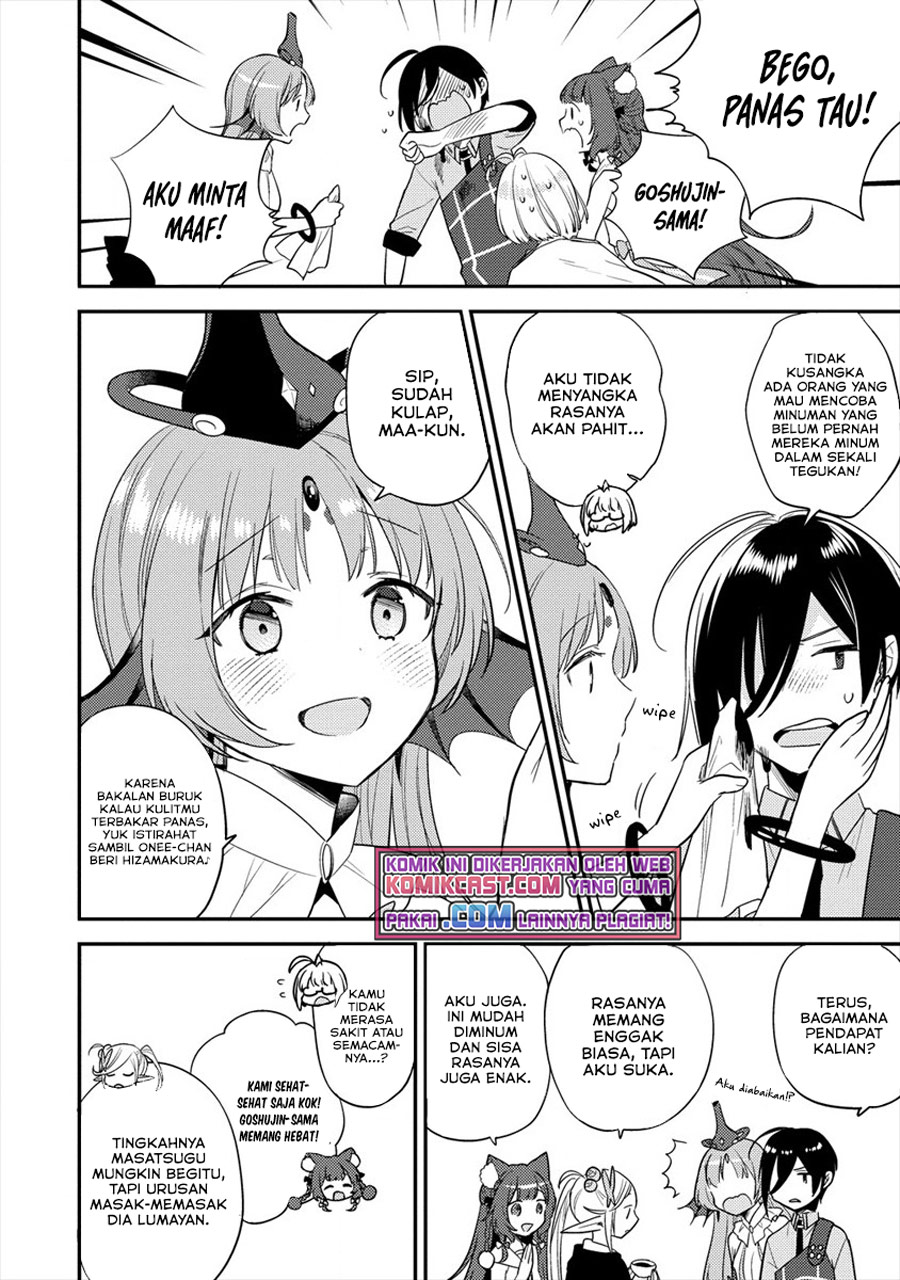 BEGO,
PANAS TAU!
GOSHUJIN-
SAMA!
AKU MINTA
MAAF!
TIDAK
KUSANGKA
ADA ORANG YANG
MAU MENCOBA
MINUMAN YANG
BELUM PERNAH
MEREKA MINUM
DALAM SEKALI
TEGUKAN!
AKU TIDAK
MENYANGKA
RASANYA
AKAN PAHIT...
wipe
wipe
SIP,
SUDAH
KULAP,
MAA-KUN.
KARENA
BAKALAN BURUK
KALAU KULITMU
TERBAKAR PANAS,
YUK ISTIRAHAT
SAMBIL ONEE-CHAN
BERI HIZAMAKURA♪
KOMIK INI DIKERJAKAN OLEH WEB
KOMIKCAST.COM YANG CUMA
PAKAI .COM LAINNYA PLAGIAT!
TERUS,
BAGAIMANA
PENDAPAT
KALIAN?
Aku diabaikan!?
RASANYA
MEMANG
ENGGAK
BIASA, TAPI
AKU SUKA.
AKU JUGA.
INI MUDAH
DIMINUM
DAN SISA
RASANYA
JUGA ENAK.
KAMU
TIDAK
MERASA
SAKIT ATAU
SEMACAM-
NYA...?
KAMI SEHAT-
SEHAT SAJA KOK!
GOSHUJIN-SAMA
MEMANG HEBAT!
TINGKAHNYA
MASATSUGU
MUNGKIN BEGITU,
TAPI URUSAN
MASAK-MEMASAK
DIA LUMAYAN.